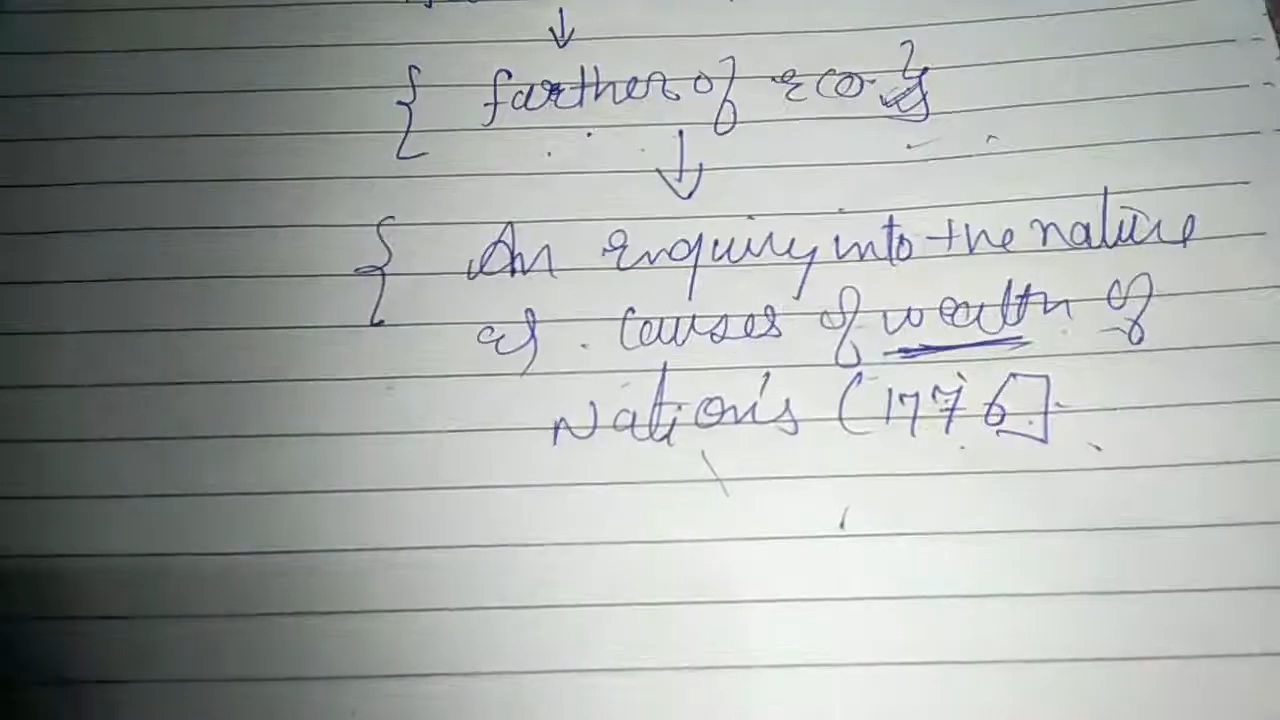 { farther of eco. }
{ An enquiry into the nature
of causes of wealth of
Nation's (1776]